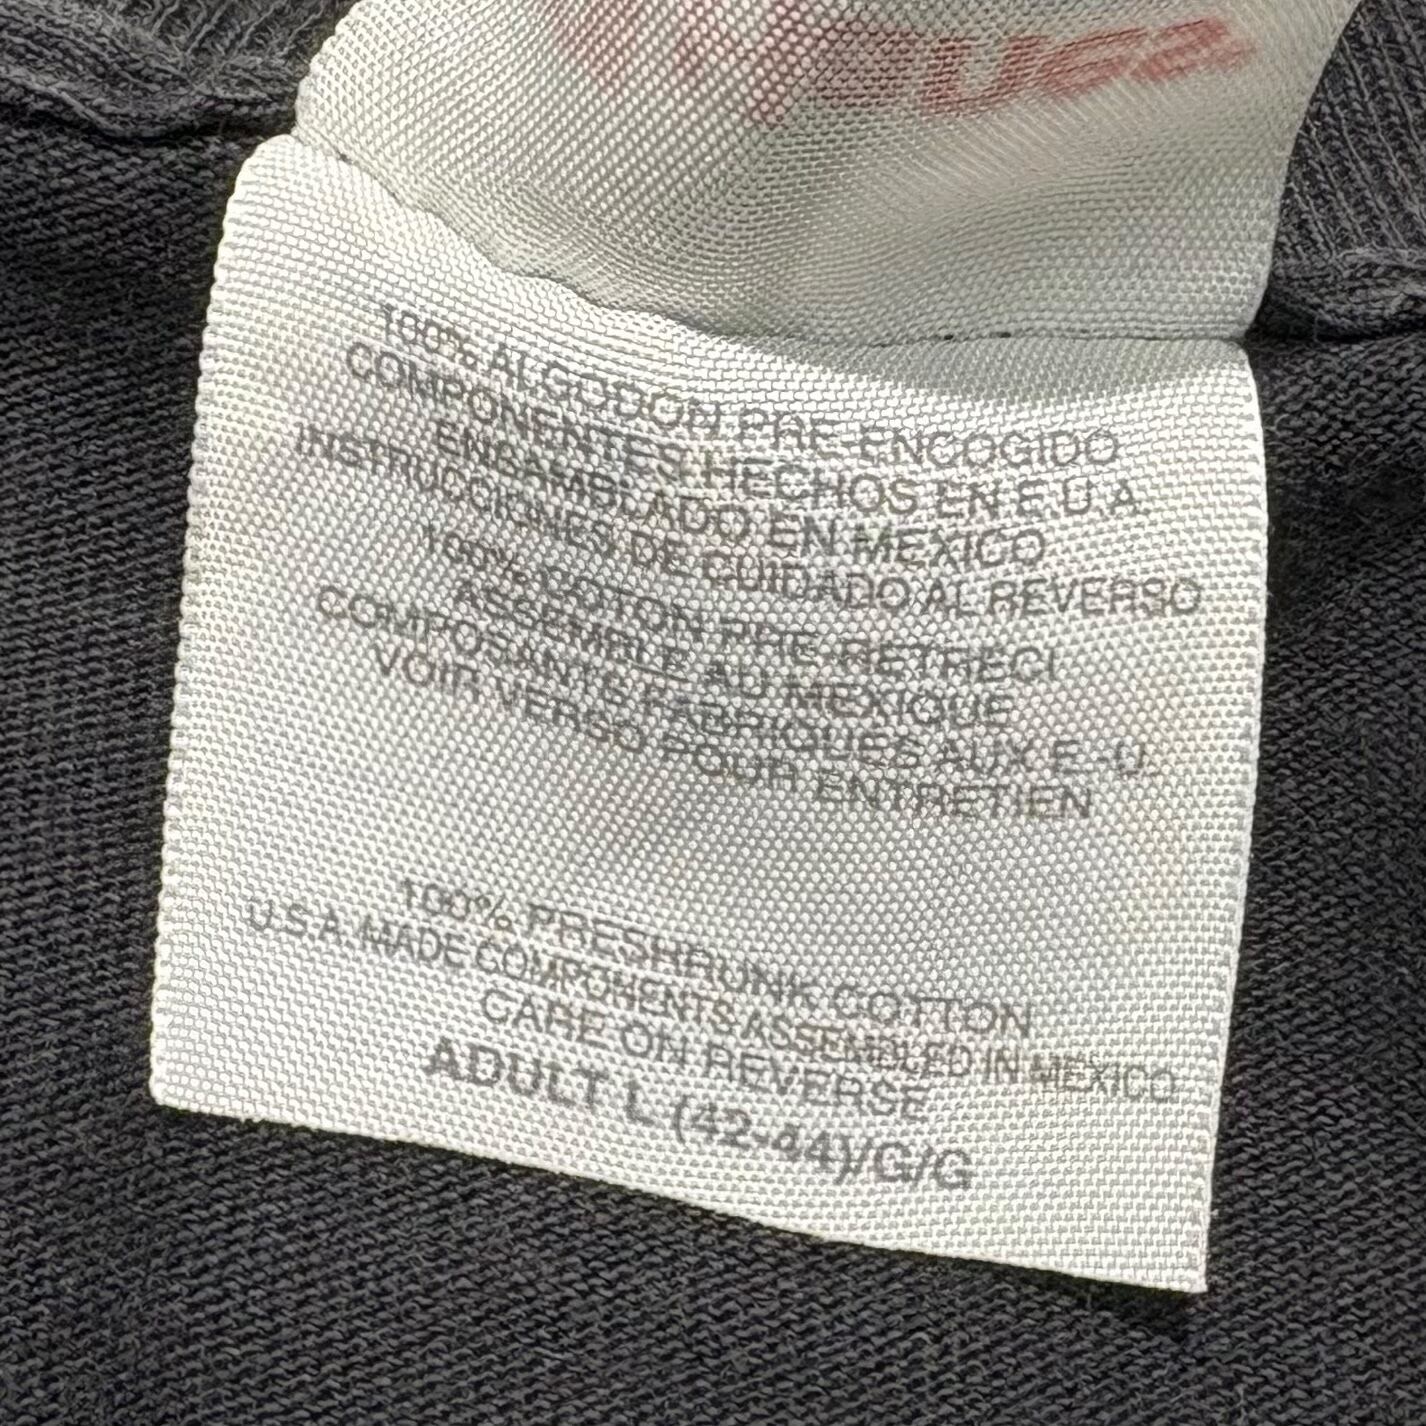 100% ALGODON PRE-ENCOGIDO
COMPONENTES HECHOS EN E.U.A.
ENSAMBLADO EN MEXICO
INSTRUCCIONES DE CUIDADO AL REVERSO
100% COTON PRE-RETRECI
ASSEMBLE AU MEXIQUE
COMPOSANTE FABRIQUES AUX E-U
VOIR VERSO POUR ENTRETIEN
100% PRESHRUNK COTTON
U.S.A. MADE COMPONENTS ASSEMBLED IN MEXICO
CARE ON REVERSE
ADULT L (42-44)/G/G